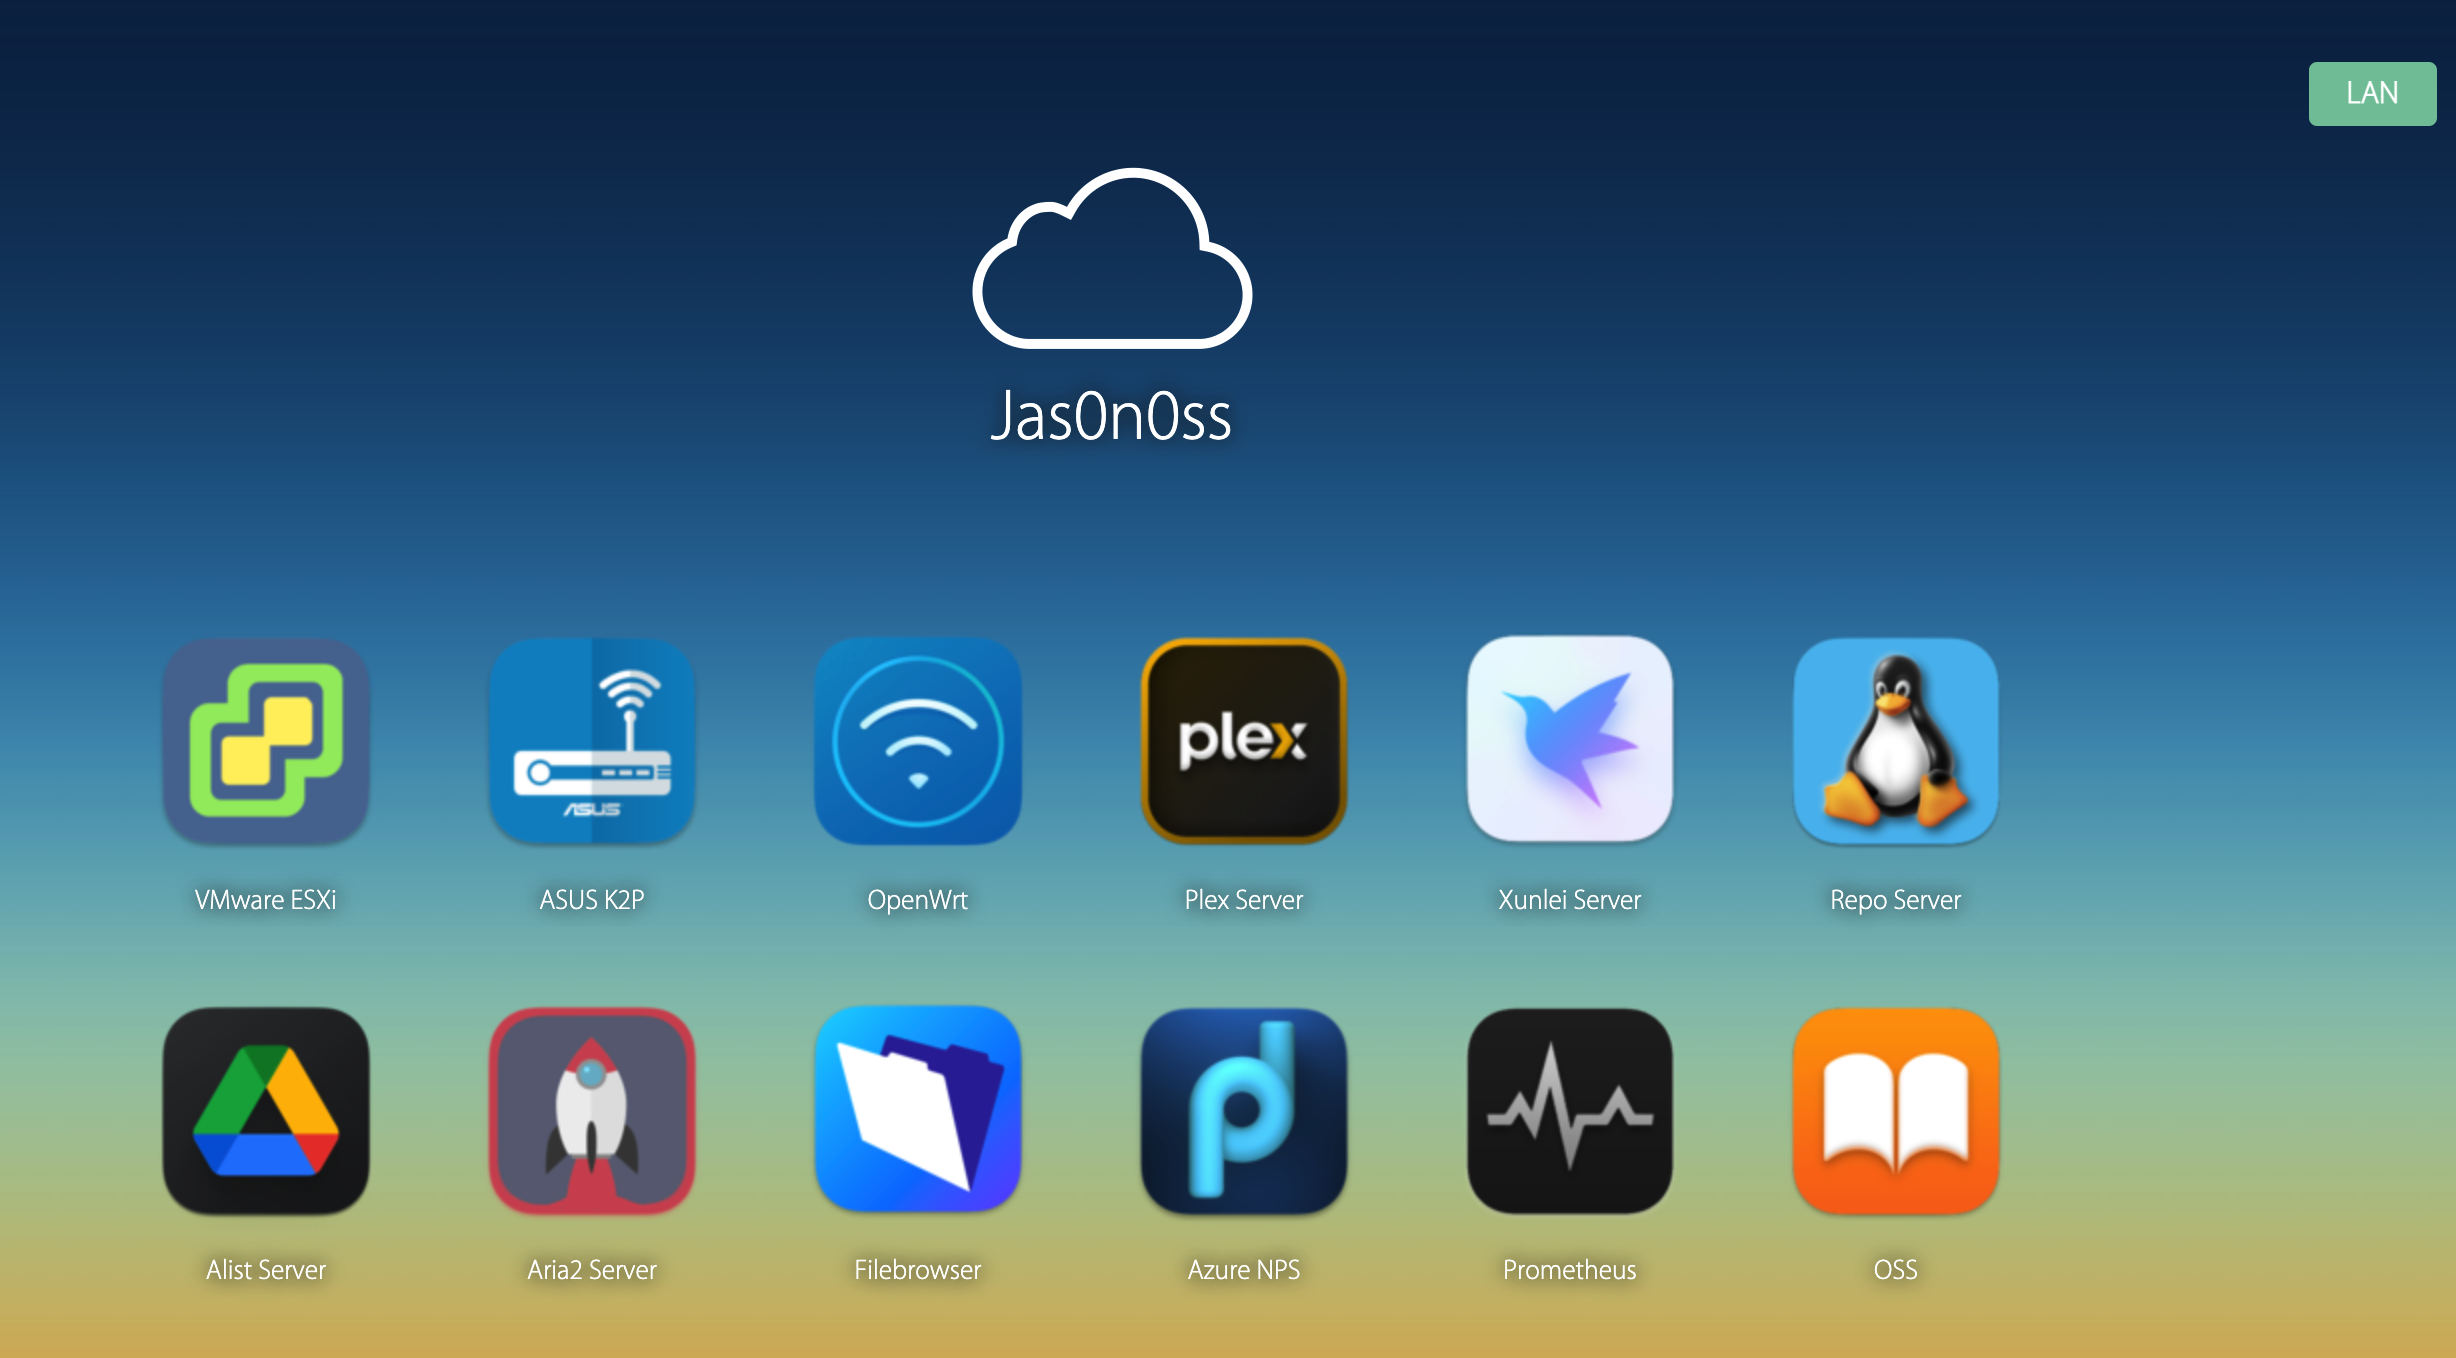 LAN
Jas0n0ss
ASUS
plex
VMware ESXi
ASUS K2P
OpenWrt
Plex Server
Xunlei Server
Repo Server
Alist Server
Aria2 Server
Filebrowser
Azure NPS
Prometheus
OSS